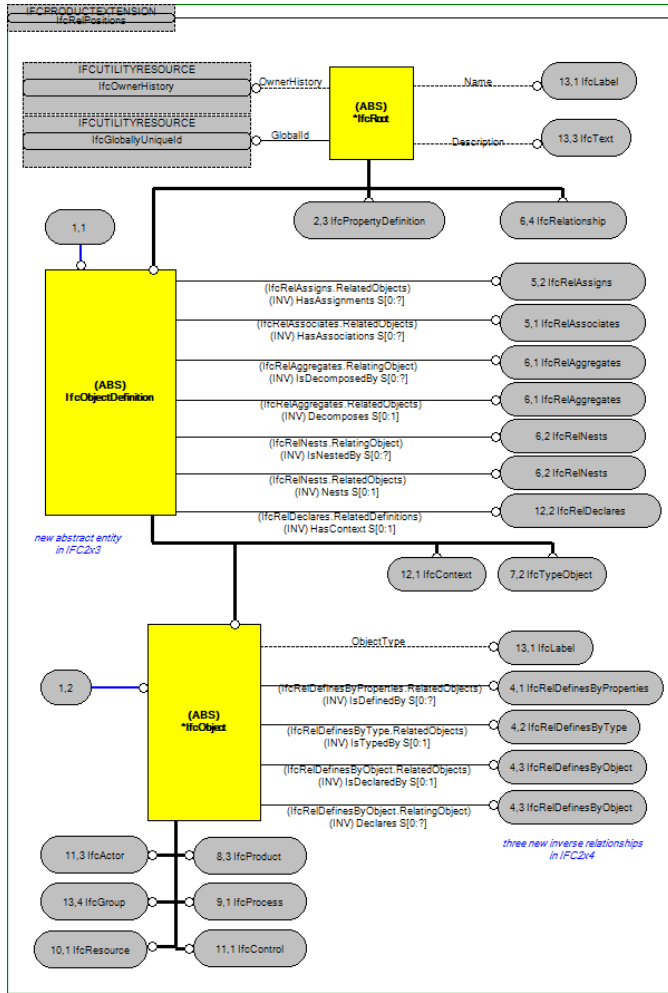 IFCPRODUCTEXTENSION
IfcRelPositions
IFCUTILITYRESOURCE
IfcOwnerHistory
OwnerHistory
Name
13,1 IfcLabel
(ABS)
*IfcRoot
IFCUTILITYRESOURCE
IfcGloballyUniqueId
GlobalId
Description
13,3 IfcText
2,3 IfcPropertyDefinition
6,4 IfcRelationship
1,1
(ABS)
IfcObjectDefinition
(IfcRelAssigns.RelatedObjects)
(INV) HasAssignments S[0:?]
5,2 IfcRelAssigns
(IfcRelAssociates.RelatedObjects)
(INV) HasAssociations S[0:?]
5,1 IfcRelAssociates
(IfcRelAggregates.RelatingObject)
(INV) IsDecomposedBy S[0:?]
6,1 IfcRelAggregates
(IfcRelAggregates.RelatedObjects)
(INV) Decomposes S[0:1]
6,1 IfcRelAggregates
(IfcRelNests.RelatingObject)
(INV) IsNestedBy S[0:?]
6,2 IfcRelNests
(IfcRelNests.RelatedObjects)
(INV) Nests S[0:1]
6,2 IfcRelNests
(IfcRelDeclares.RelatedDefinitions)
(INV) HasContext S[0:1]
12,2 IfcRelDeclares
new abstract entity
in IFC2x3
12,1 IfcContext
7,2 IfcTypeObject
1,2
(ABS)
*IfcObject
ObjectType
13,1 IfcLabel
(IfcRelDefinesByProperties.RelatedObjects)
(INV) IsDefinedBy S[0:?]
4,1 IfcRelDefinesByProperties
(IfcRelDefinesByType.RelatedObjects)
(INV) IsTypedBy S[0:1]
4,2 IfcRelDefinesByType
(IfcRelDefinesByObject.RelatedObjects)
(INV) IsDeclaredBy S[0:1]
4,3 IfcRelDefinesByObject
(IfcRelDefinesByObject.RelatingObject)
(INV) Declares S[0:?]
4,3 IfcRelDefinesByObject
three new inverse relationships
in IFC2x4
11,3 IfcActor
8,3 IfcProduct
13,4 IfcGroup
9,1 IfcProcess
10,1 IfcResource
11,1 IfcControl